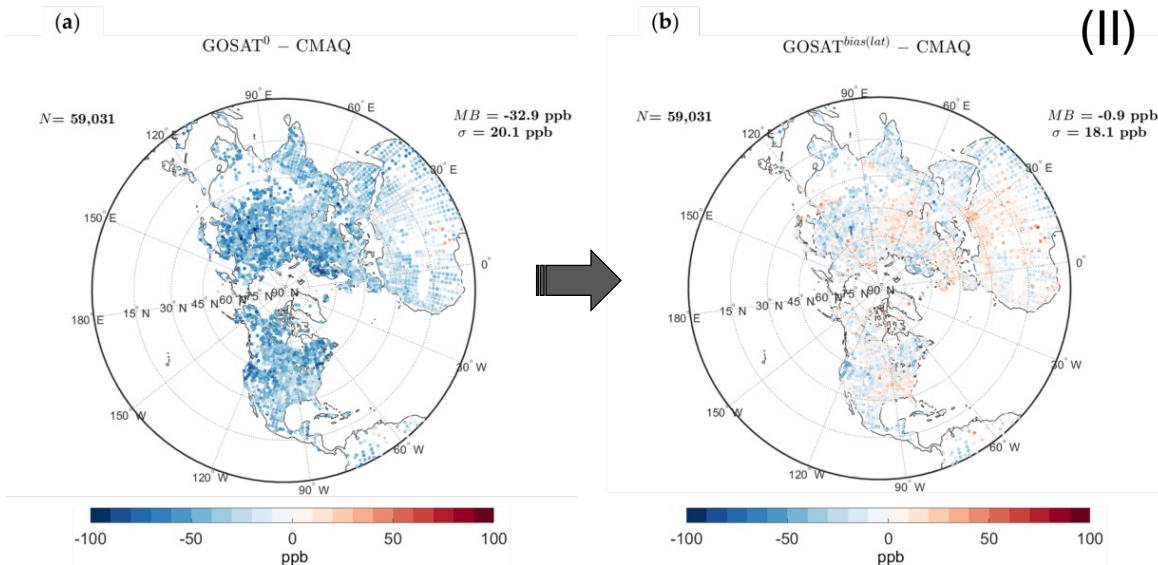 (a)
GOSAT⁰ − CMAQ
N= 59,031
MB = -32.9 ppb
σ = 20.1 ppb
90° E
60° E
120° E
30° E
150° E
0°
180° E
15° N 30° N 45° N 60° N 75° N 90° N
30° W
150° W
60° W
120° W
90° W
-100 -50 0 50 100
ppb
(b)
(II)
GOSAT^bias(lat) − CMAQ
N= 59,031
MB = -0.9 ppb
σ = 18.1 ppb
90° E
60° E
120° E
30° E
150° E
0°
180° E
15° N 30° N 45° N 60° N 75° N 90° N
30° W
150° W
60° W
120° W
90° W
-100 -50 0 50 100
ppb